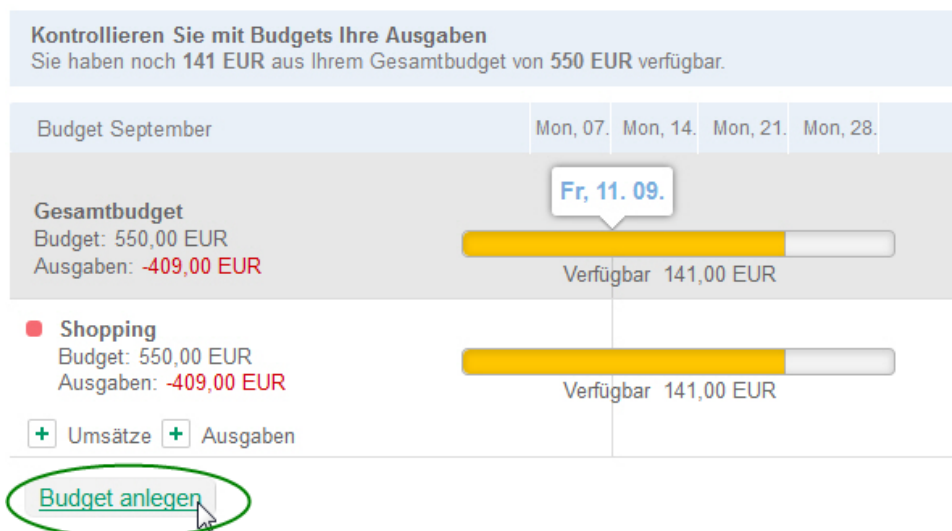 Kontrollieren Sie mit Budgets Ihre Ausgaben
Sie haben noch 141 EUR aus Ihrem Gesamtbudget von 550 EUR verfügbar.
Budget September Mon, 07. Mon, 14. Mon, 21. Mon, 28.
Fr, 11. 09.
Gesamtbudget
Budget: 550,00 EUR
Ausgaben: -409,00 EUR
Verfügbar 141,00 EUR
Shopping
Budget: 550,00 EUR
Ausgaben: -409,00 EUR
Verfügbar 141,00 EUR
+ Umsätze + Ausgaben
Budget anlegen